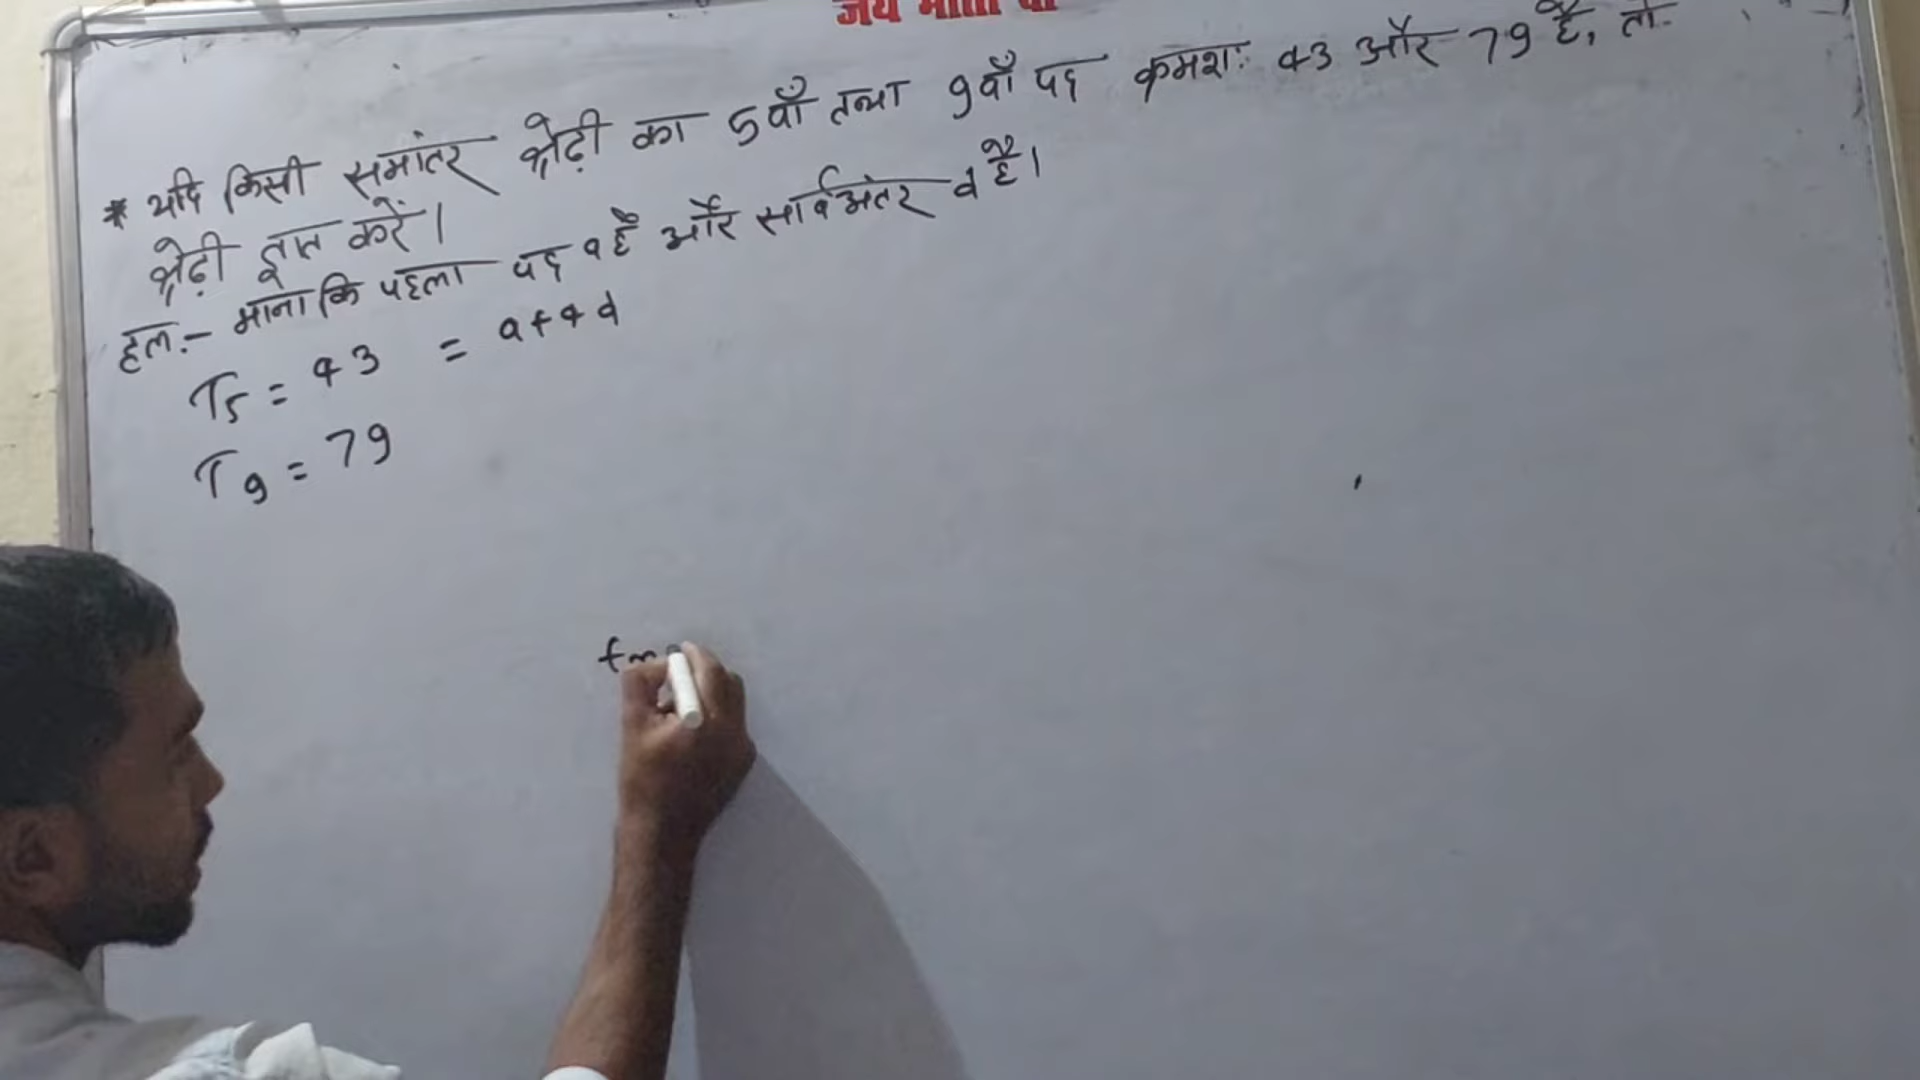 जय माता दी
* यदि किसी समांतर श्रेढ़ी का 5वाँ तथा 9वाँ पद क्रमशः 43 और 79 है, तो
श्रेढ़ी ज्ञात करें।
हल:- माना कि पहला पद a है और सार्वअंतर d है।
T5 = 43 = a+4d
T9 = 79